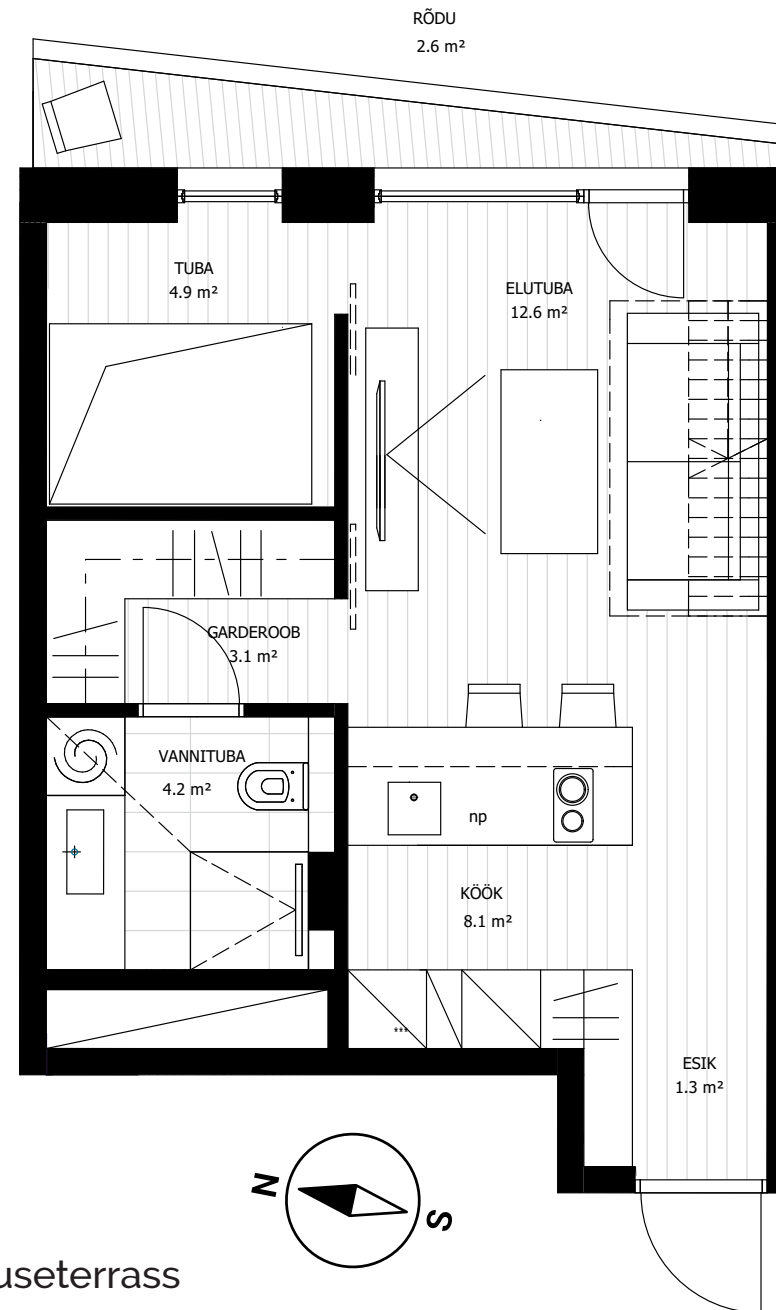 RÕDU
2.6 m²
TUBA
4.9 m²
ELUTUBA
12.6 m²
GARDEROOB
3.1 m²
VANNITUBA
4.2 m²
np
KÖÖK
8.1 m²
***
ESIK
1.3 m²
N
S
useterrass